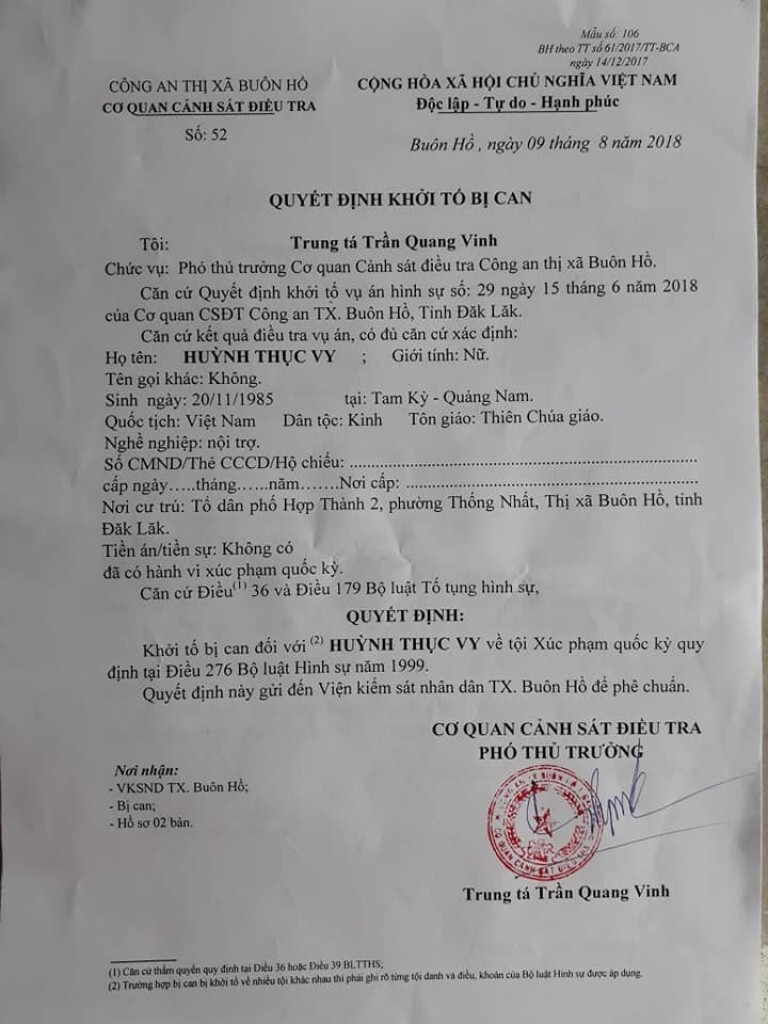 Mẫu số: 106
BH theo TT số 61/2017/TT-BCA
ngày 14/12/2017
CÔNG AN THỊ XÃ BUÔN HỒ
CƠ QUAN CẢNH SÁT ĐIỀU TRA
Số: 52
CỘNG HÒA XÃ HỘI CHỦ NGHĨA VIỆT NAM
Độc lập - Tự do - Hạnh phúc
Buôn Hồ , ngày 09 tháng 8 năm 2018
QUYẾT ĐỊNH KHỞI TỐ BỊ CAN
Tôi: Trung tá Trần Quang Vinh
Chức vụ: Phó thủ trưởng Cơ quan Cảnh sát điều tra Công an thị xã Buôn Hồ.
Căn cứ Quyết định khởi tố vụ án hình sự số: 29 ngày 15 tháng 6 năm 2018
của Cơ quan CSĐT Công an TX. Buôn Hồ, Tỉnh Đăk Lăk.
Căn cứ kết quả điều tra vụ án, có đủ căn cứ xác định:
Họ tên: HUỲNH THỤC VY ; Giới tính: Nữ.
Tên gọi khác: Không.
Sinh ngày: 20/11/1985 tại: Tam Kỳ - Quảng Nam.
Quốc tịch: Việt Nam Dân tộc: Kinh Tôn giáo: Thiên Chúa giáo.
Nghề nghiệp: nội trợ.
Số CMND/Thẻ CCCD/Hộ chiếu: ..........................................................................
cấp ngày…..tháng…...năm…….Nơi cấp: ..............................................................
Nơi cư trú: Tổ dân phố Hợp Thành 2, phường Thống Nhất, Thị xã Buôn Hồ, tỉnh
Đăk Lăk.
Tiền án/tiền sự: Không có
đã có hành vi xúc phạm quốc kỳ.
Căn cứ Điều(1) 36 và Điều 179 Bộ luật Tố tụng hình sự,
QUYẾT ĐỊNH:
Khởi tố bị can đối với (2) HUỲNH THỤC VY về tội Xúc phạm quốc kỳ quy
định tại Điều 276 Bộ luật Hình sự năm 1999.
Quyết định này gửi đến Viện kiểm sát nhân dân TX. Buôn Hồ để phê chuẩn.
CƠ QUAN CẢNH SÁT ĐIỀU TRA
PHÓ THỦ TRƯỞNG
Nơi nhận:
- VKSND TX. Buôn Hồ;
- Bị can;
- Hồ sơ 02 bản.
CƠ QUAN CẢNH SÁT ĐIỀU TRA
Trung tá Trần Quang Vinh
(1) Căn cứ thẩm quyền quy định tại Điều 36 hoặc Điều 39 BLTTHS;
(2) Trường hợp bị can bị khởi tố về nhiều tội khác nhau thì phải ghi rõ từng tội danh và điều, khoản của Bộ luật Hình sự được áp dụng.